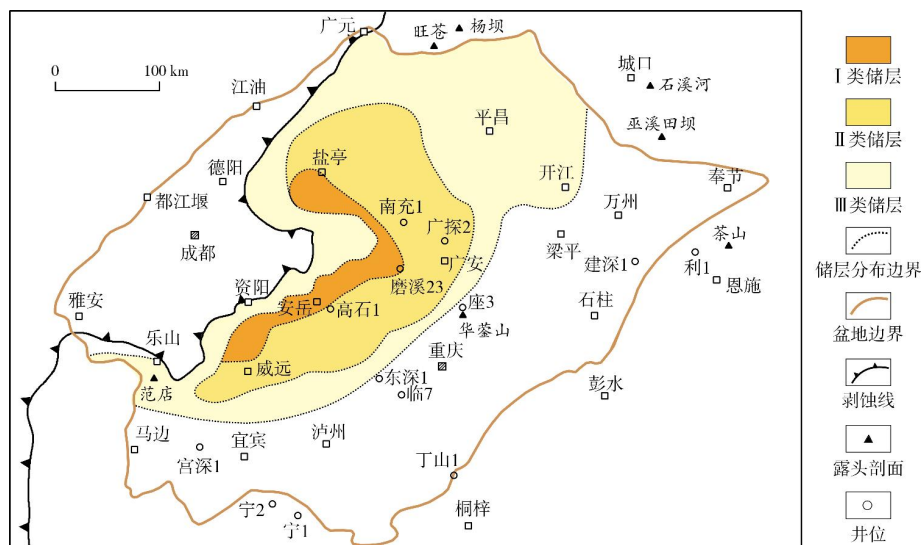 广元
旺苍
杨坝
0
100 km
城口
石溪河
江油
平昌
巫溪田坝
盐亭
德阳
开江
奉节
都江堰
南充1
万州
成都
广探2
广安
梁平
茶山
建深1
利1
恩施
磨溪23
资阳
雅安
安岳
高石1
座3
华蓥山
石柱
乐山
重庆
威远
东深1
临7
范店
彭水
马边
宫深1
宜宾
泸州
丁山1
宁2
宁1
桐梓
Ⅰ类储层
Ⅱ类储层
Ⅲ类储层
储层分布边界
盆地边界
剥蚀线
露头剖面
井位